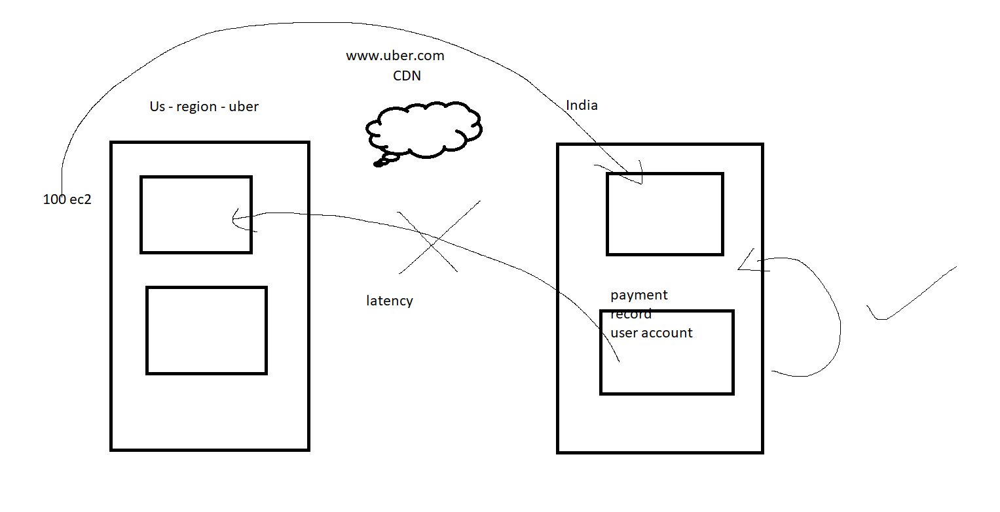 www.uber.com
CDN
Us - region - uber
India
100 ec2
payment
record
user account
latency